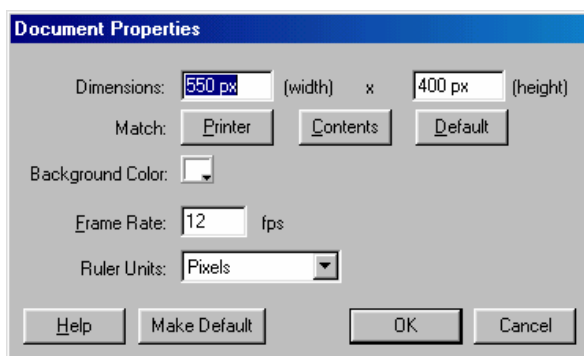 Document Properties
Dimensions: 550 px (width) x 400 px (height)
Match: Printer Contents Default
Background Color:
Frame Rate: 12 fps
Ruler Units: Pixels
Help Make Default OK Cancel